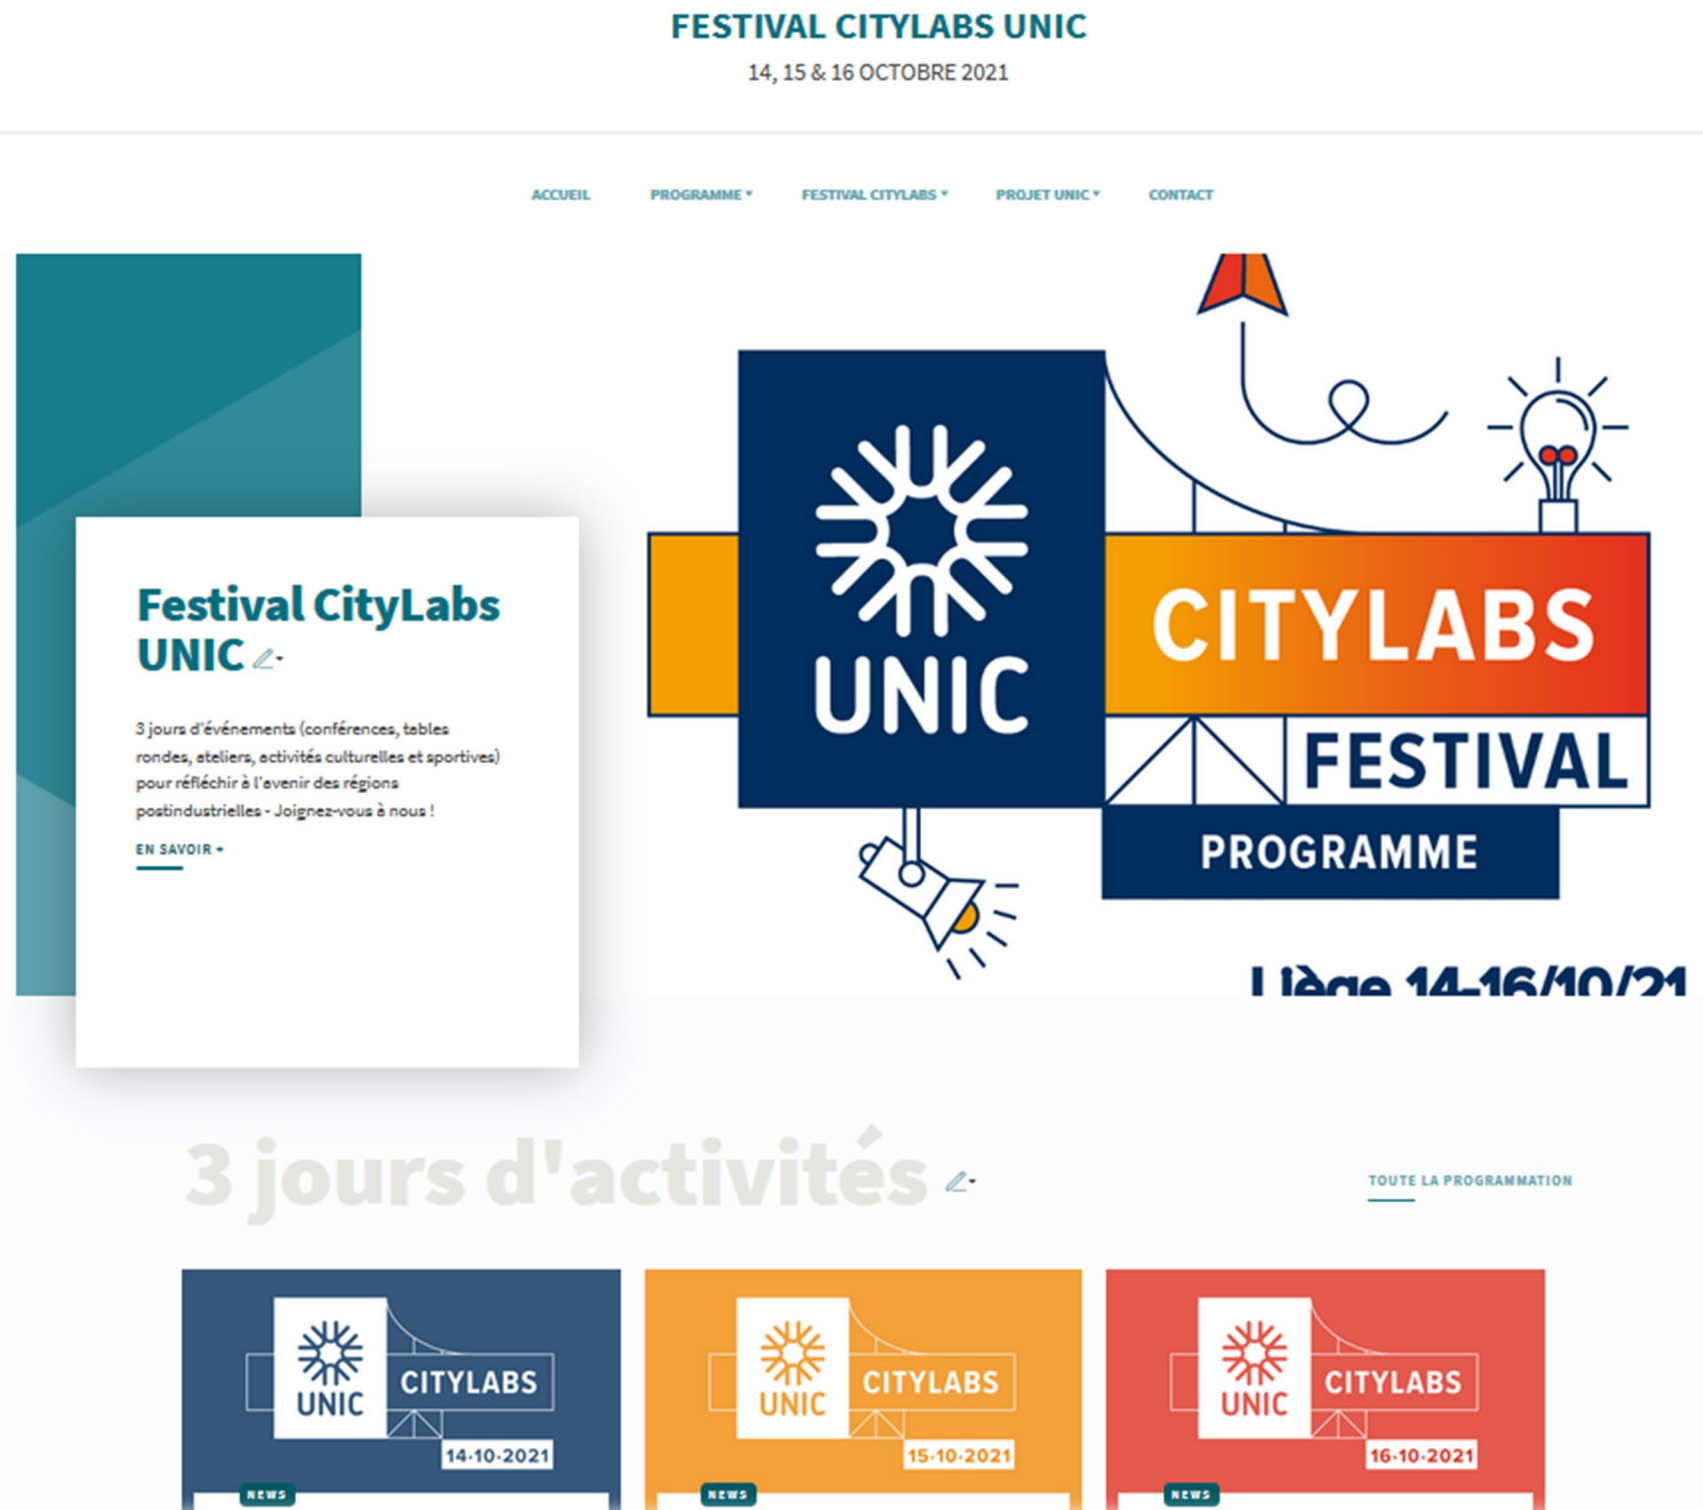 FESTIVAL CITYLABS UNIC
14, 15 & 16 OCTOBRE 2021
ACCUEIL PROGRAMME FESTIVAL CITYLABS PROJET UNIC CONTACT
UNIC
CITYLABS
FESTIVAL
PROGRAMME
Liège 14-16/10/21
Festival CityLabs
UNIC
3 jours d'événements (conférences, tables
rondes, ateliers, activités culturelles et sportives)
pour réfléchir à l'avenir des régions
postindustrielles - Joignez-vous à nous !
EN SAVOIR +
3 jours d'activités
TOUTE LA PROGRAMMATION
UNIC
CITYLABS
14-10-2021
NEWS
UNIC
CITYLABS
15-10-2021
NEWS
UNIC
CITYLABS
16-10-2021
NEWS